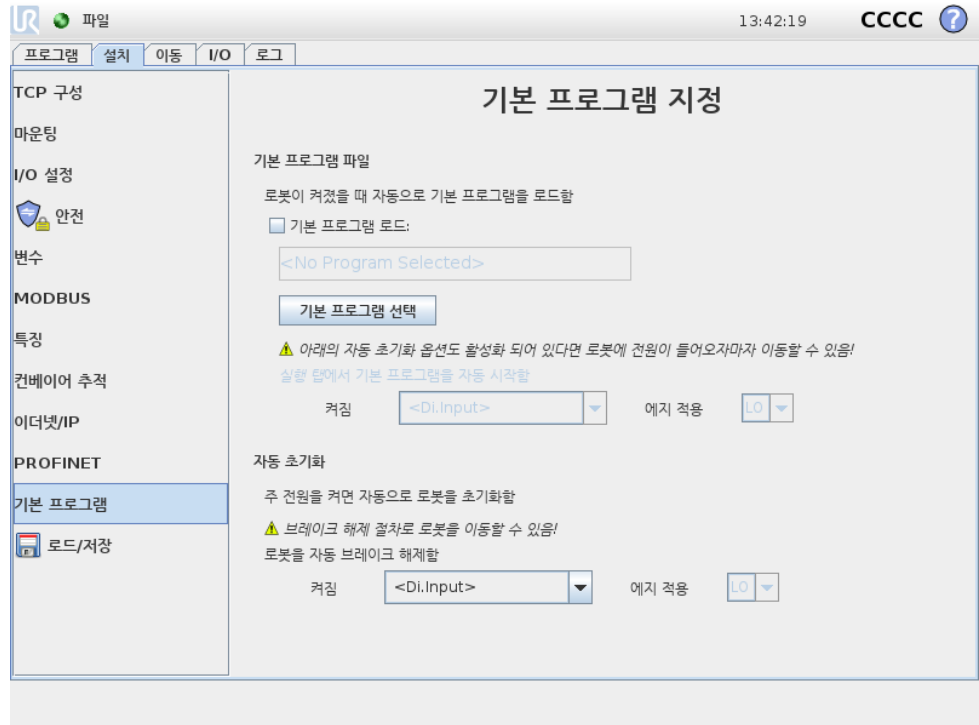 UR 파일 13:42:19 CCCC ?
프로그램 설치 이동 I/O 로그
TCP 구성
마운팅
I/O 설정
안전
변수
MODBUS
특징
컨베이어 추적
이더넷/IP
PROFINET
기본 프로그램
로드/저장
기본 프로그램 지정
기본 프로그램 파일
로봇이 켜졌을 때 자동으로 기본 프로그램을 로드함
기본 프로그램 로드:
<No Program Selected>
기본 프로그램 선택
아래의 자동 초기화 옵션도 활성화 되어 있다면 로봇에 전원이 들어오자마자 이동할 수 있음!
실행 탭에서 기본 프로그램을 자동 시작함
켜짐 <Di.Input> 에지 적용 LO
자동 초기화
주 전원을 켜면 자동으로 로봇을 초기화함
브레이크 해제 절차로 로봇을 이동할 수 있음!
로봇을 자동 브레이크 해제함
켜짐 <Di.Input> 에지 적용 LO